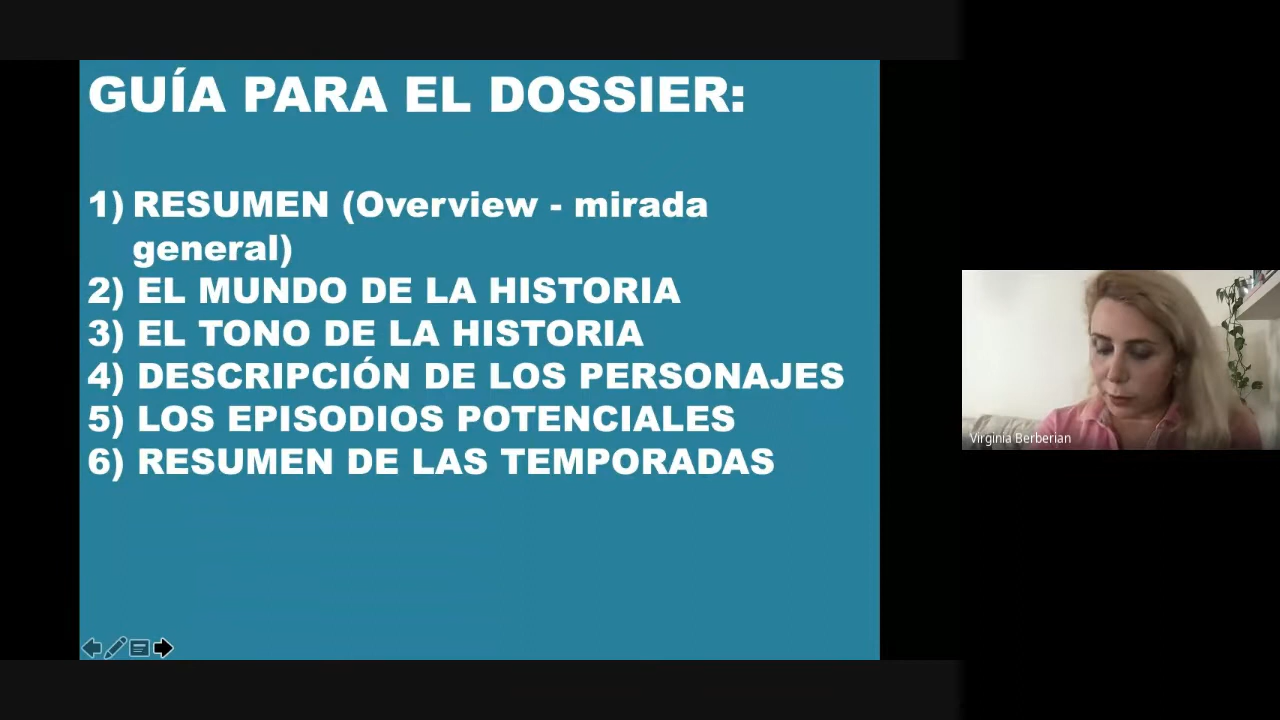 GUÍA PARA EL DOSSIER:
1) RESUMEN (Overview - mirada
general)
2) EL MUNDO DE LA HISTORIA
3) EL TONO DE LA HISTORIA
4) DESCRIPCIÓN DE LOS PERSONAJES
5) LOS EPISODIOS POTENCIALES
6) RESUMEN DE LAS TEMPORADAS
Virginia Berberian